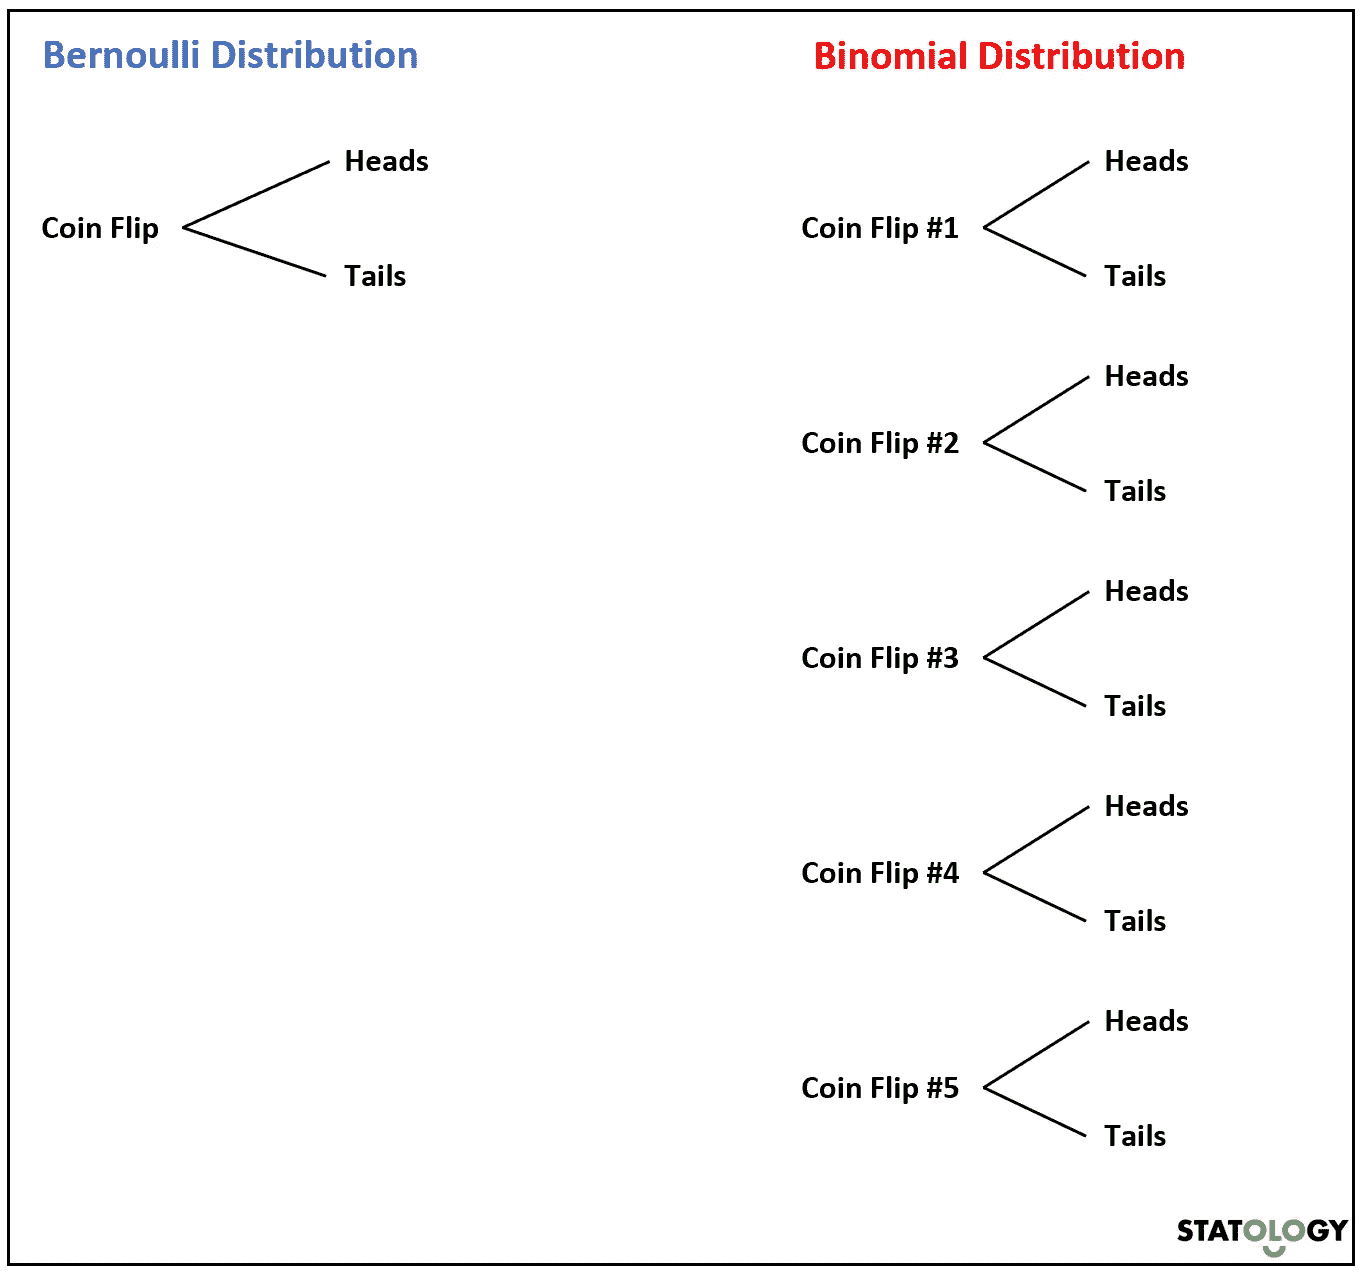 Bernoulli Distribution
Heads
Coin Flip
Tails
Binomial Distribution
Heads
Coin Flip #1
Tails
Heads
Coin Flip #2
Tails
Heads
Coin Flip #3
Tails
Heads
Coin Flip #4
Tails
Heads
Coin Flip #5
Tails
STATOLOGY